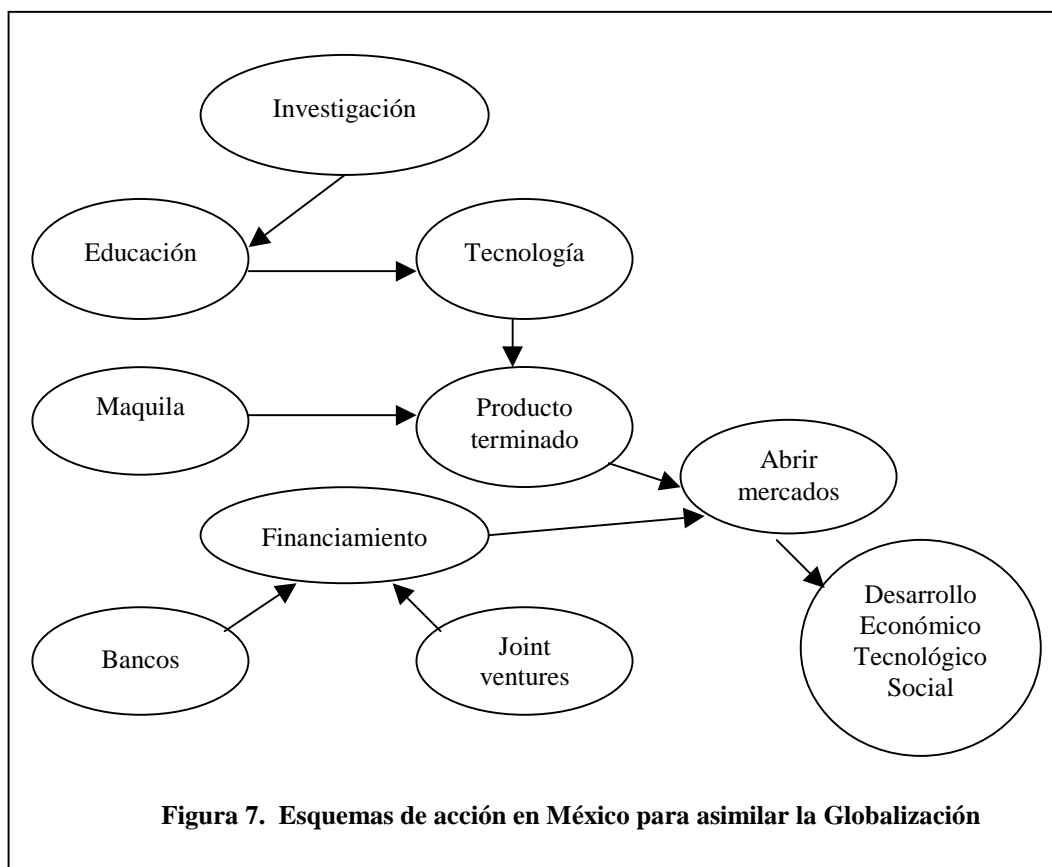 Investigación
Educación
Tecnología
Maquila
Producto
terminado
Abrir
mercados
Financiamiento
Desarrollo
Económico
Tecnológico
Social
Bancos
Joint
ventures
Figura 7. Esquemas de acción en México para asimilar la Globalización